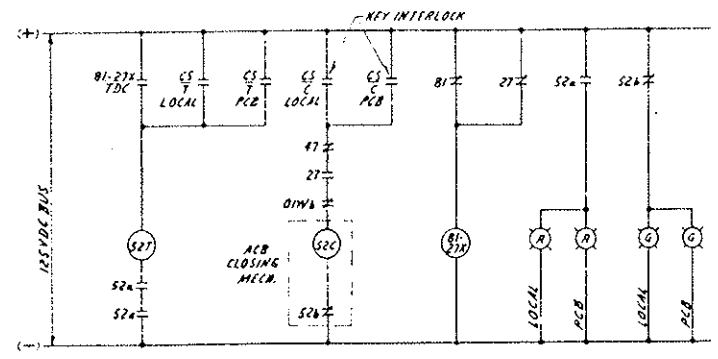 KEY INTERLOCK
(+)
81-27X
TDC
CS
T
LOCAL
CS
T
PCB
CS
C
LOCAL
CS
C
PCB
81
27
52a
52b
47
27
01Wb
125VDC BUS
52T
ACB
CLOSING
MECH.
52C
81-
27X
R
R
G
G
52a
52a
52b
LOCAL
PCB
LOCAL
PCB
(-)